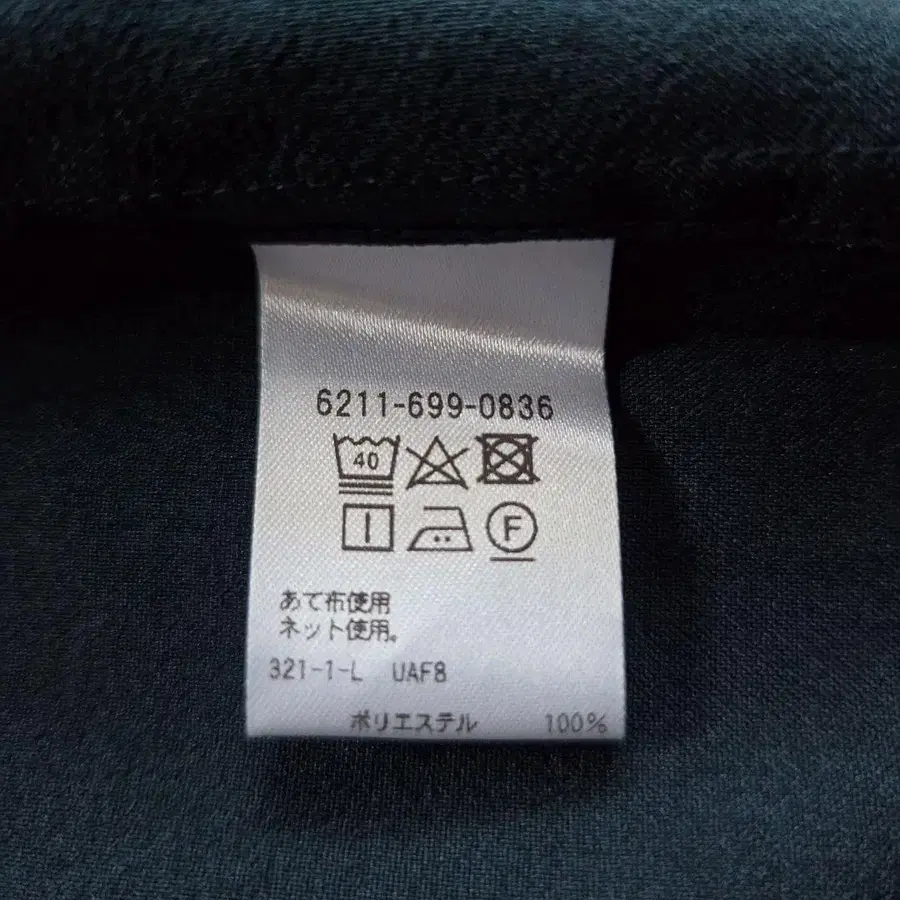 6211-699-0836
40
F
あて布使用
ネット使用。
321-1-L UAF8
ポリエステル 100%